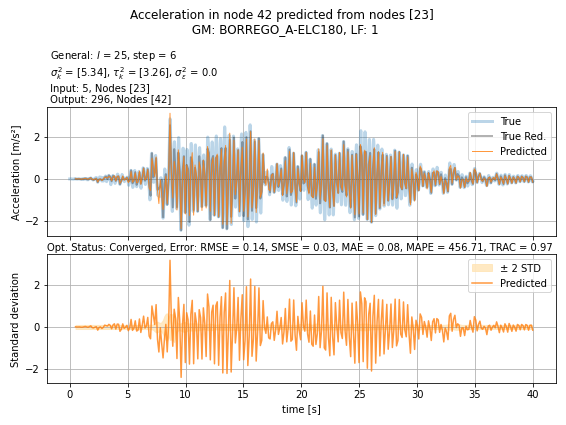 Acceleration in node 42 predicted from nodes [23]
GM: BORREGO_A-ELC180, LF: 1
General: l = 25, step = 6
σ²ₖ = [5.34], τ²ₖ = [3.26], σ²ε = 0.0
Input: 5, Nodes [23]
Output: 296, Nodes [42]
Acceleration [m/s²]
2
0
−2
True
True Red.
Predicted
Opt. Status: Converged, Error: RMSE = 0.14, SMSE = 0.03, MAE = 0.08, MAPE = 456.71, TRAC = 0.97
Standard deviation
2
0
−2
± 2 STD
Predicted
0 5 10 15 20 25 30 35 40
time [s]